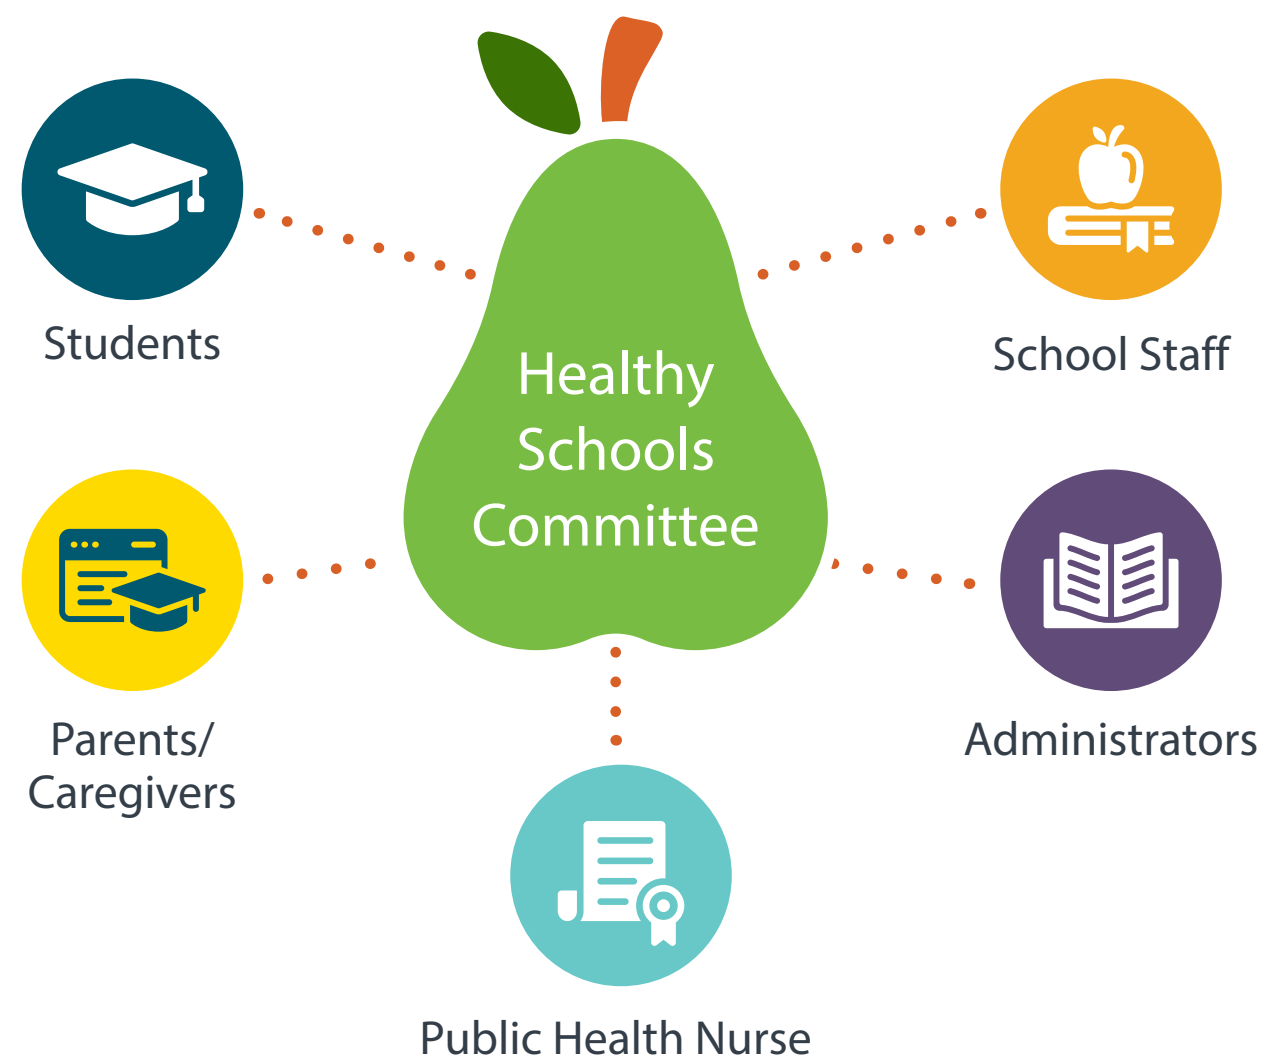 Students
School Staff
Healthy
Schools
Committee
Parents/
Caregivers
Administrators
Public Health Nurse